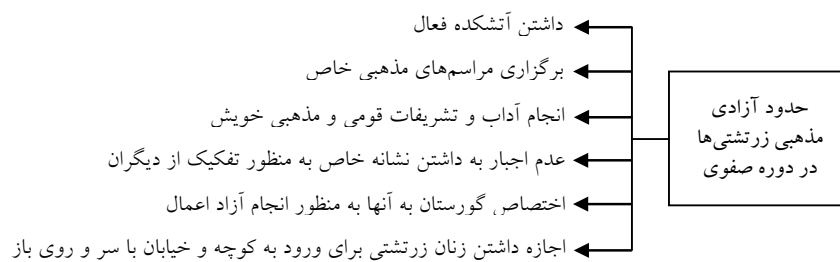 حدود آزادی
مذهبی زرتشتی‌ها
در دوره صفوی
داشتن آتشکده فعال
برگزاری مراسم‌های مذهبی خاص
انجام آداب و تشریفات قومی و مذهبی خویش
عدم اجبار به داشتن نشانه خاص به منظور تفکیک از دیگران
اختصاص گورستان به آنها به منظور انجام آزاد اعمال
اجازه داشتن زنان زرتشتی برای ورود به کوچه و خیابان با سر و روی باز